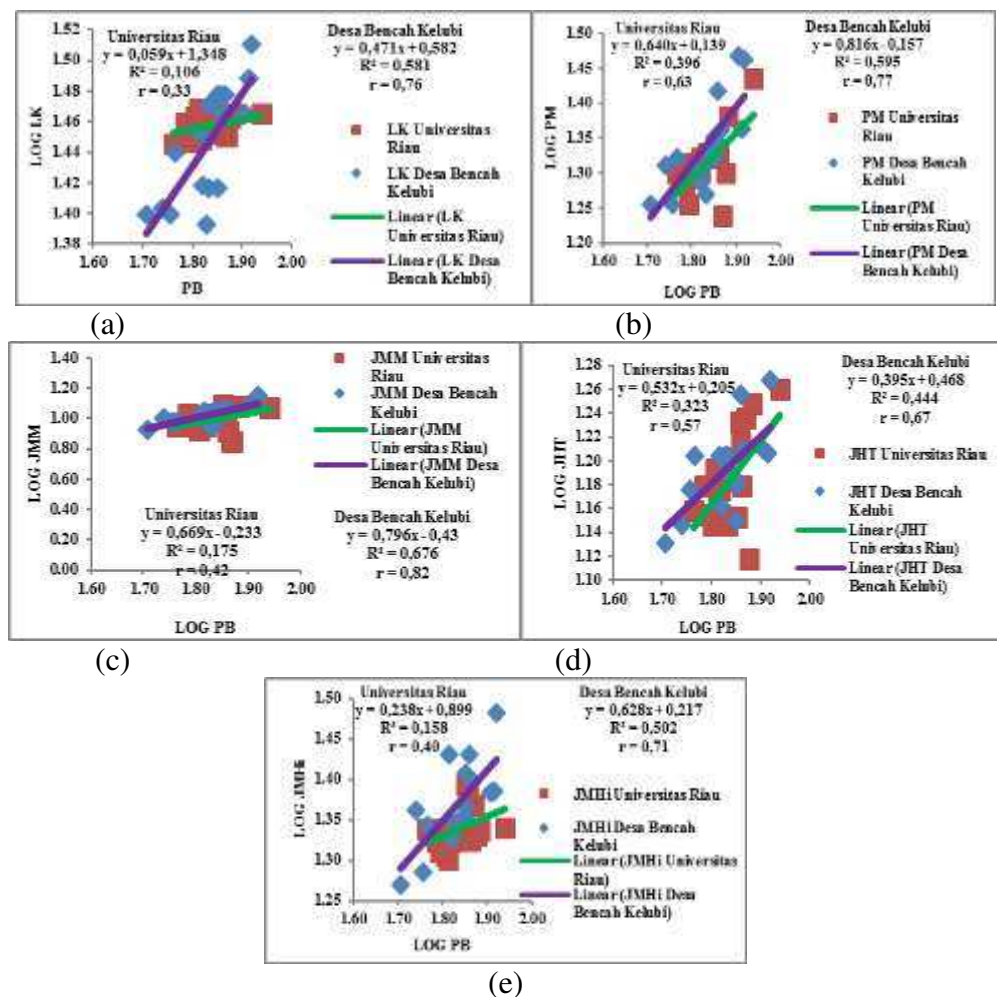 Universitas Riau
y = 0,059x + 1,348
R² = 0,106
r = 0,33
Desa Bencah Kelubi
y = 0,471x + 0,582
R² = 0,581
r = 0,76
LOG LK
1.52
1.50
1.48
1.46
1.44
1.42
1.40
1.38
1.60 1.70 1.80 1.90 2.00
PB
LK Universitas
Riau
LK Desa Bencah
Kelubi
Linear (LK
Universitas Riau)
Linear (LK Desa
Bencah Kelubi)
(a)
Universitas Riau
y = 0,640x + 0,139
R² = 0,396
r = 0,63
Desa Bencah Kelubi
y = 0,816x - 0,157
R² = 0,595
r = 0,77
LOG PM
1.50
1.45
1.40
1.35
1.30
1.25
1.20
1.60 1.70 1.80 1.90 2.00
LOG PB
PM Universitas
Riau
PM Desa Bencah
Kelubi
Linear (PM
Universitas Riau)
Linear (PM Desa
Bencah Kelubi)
(b)
LOG JMM
1.40
1.20
1.00
0.80
0.60
0.40
0.20
0.00
1.60 1.70 1.80 1.90 2.00
LOG PB
JMM Universitas
Riau
JMM Desa Bencah
Kelubi
Linear (JMM
Universitas Riau)
Linear (JMM Desa
Bencah Kelubi)
Universitas Riau
y = 0,669x - 0,233
R² = 0,175
r = 0,42
Desa Bencah Kelubi
y = 0,796x - 0,43
R² = 0,676
r = 0,82
(c)
Universitas Riau
y = 0,532x + 0,205
R² = 0,323
r = 0,57
Desa Bencah Kelubi
y = 0,395x + 0,468
R² = 0,444
r = 0,67
LOG JHT
1.28
1.26
1.24
1.22
1.20
1.18
1.16
1.14
1.12
1.10
1.60 1.70 1.80 1.90 2.00
LOG PB
JHT Universitas
Riau
JHT Desa Bencah
Kelubi
Linear (JHT
Universitas Riau)
Linear (JHT Desa
Bencah Kelubi)
(d)
Universitas Riau
y = 0,238x + 0,899
R² = 0,158
r = 0,40
Desa Bencah Kelubi
y = 0,628x + 0,217
R² = 0,502
r = 0,71
LOG JMHi
1.50
1.45
1.40
1.35
1.30
1.25
1.60 1.70 1.80 1.90 2.00
LOG PB
JMHi Universitas Riau
JMHi Desa Bencah
Kelubi
Linear (JMHi Universitas
Riau)
Linear (JMHi Desa
Bencah Kelubi)
(e)